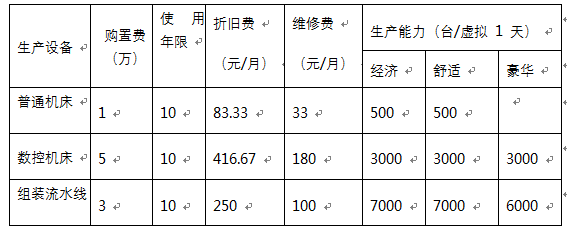 生产设备 购置费（万） 使用年限 折旧费（元/月） 维修费（元/月） 生产能力（台/虚拟 1 天）
经济 舒适 豪华
普通机床 1 10 83.33 33 500 500
数控机床 5 10 416.67 180 3000 3000 3000
组装流水线 3 10 250 100 7000 7000 6000